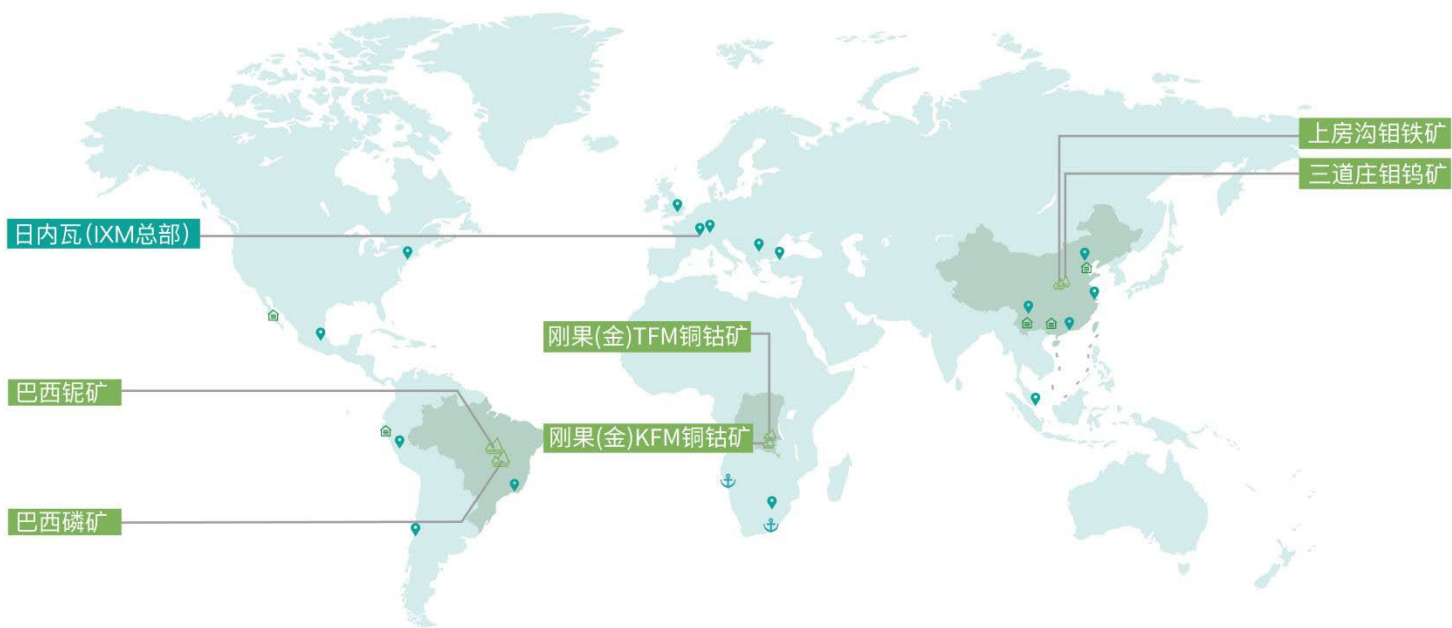 上房沟钼铁矿
三道庄钼钨矿
日内瓦(IXM总部)
刚果(金)TFM铜钴矿
巴西铌矿
刚果(金)KFM铜钴矿
巴西磷矿